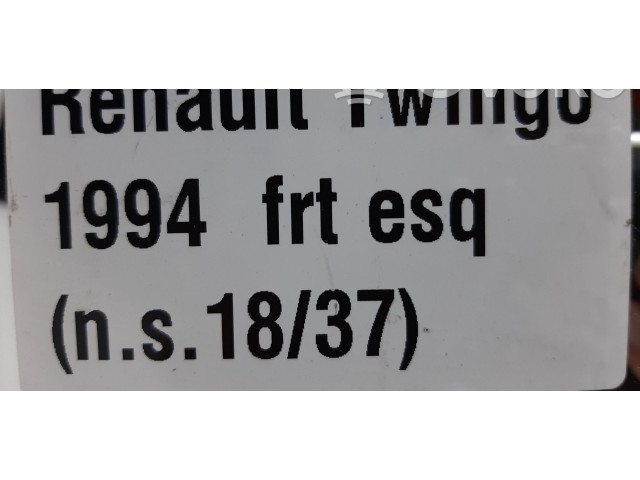 Renault Twingo
1994 frt esq
(n.s.18/37)